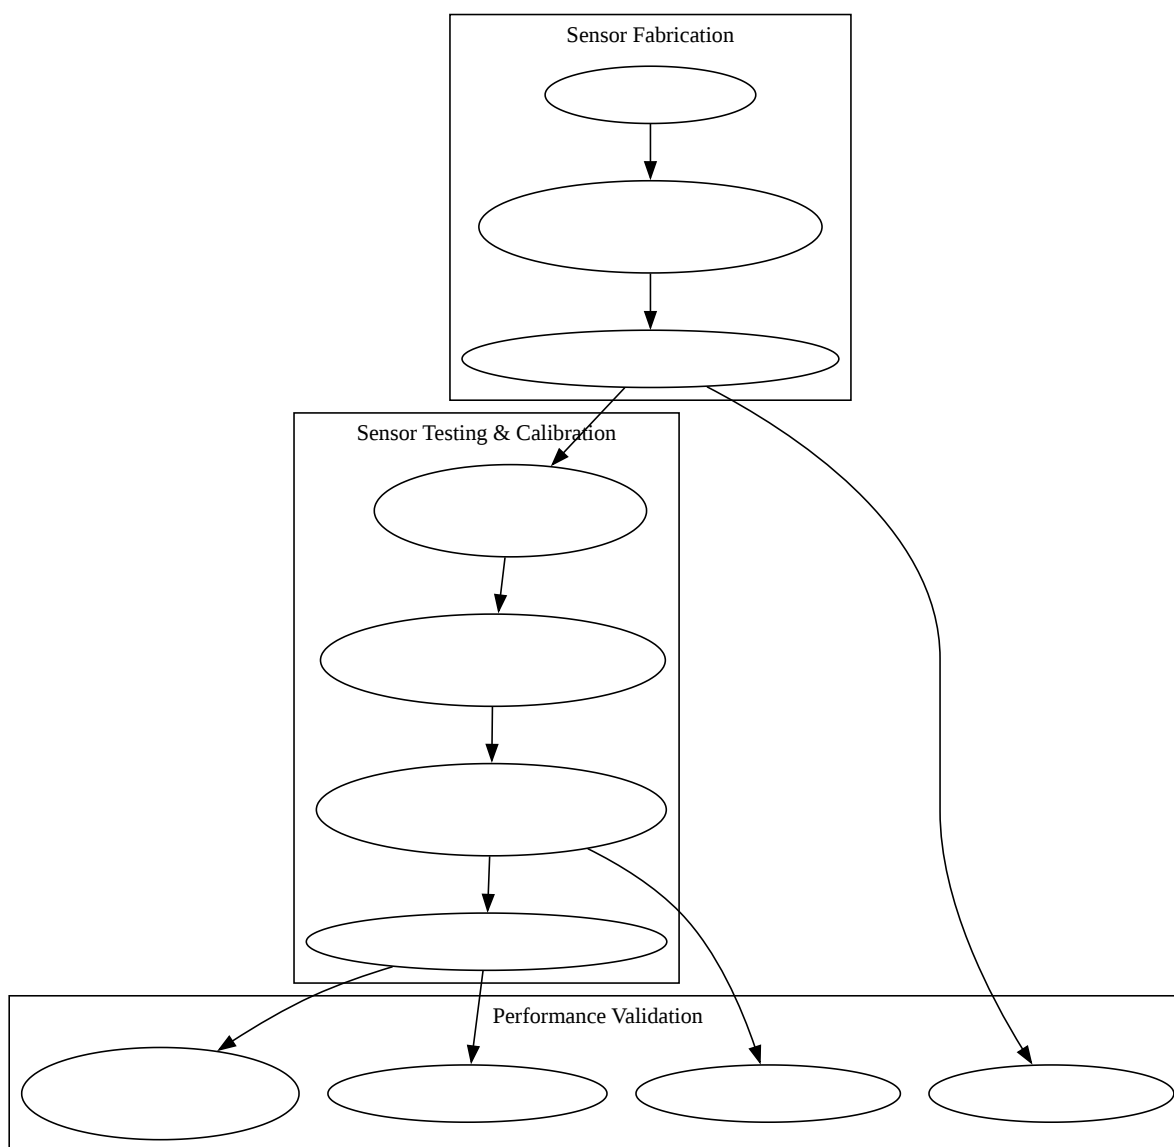 Sensor Fabrication
Sensor Testing & Calibration
Performance Validation